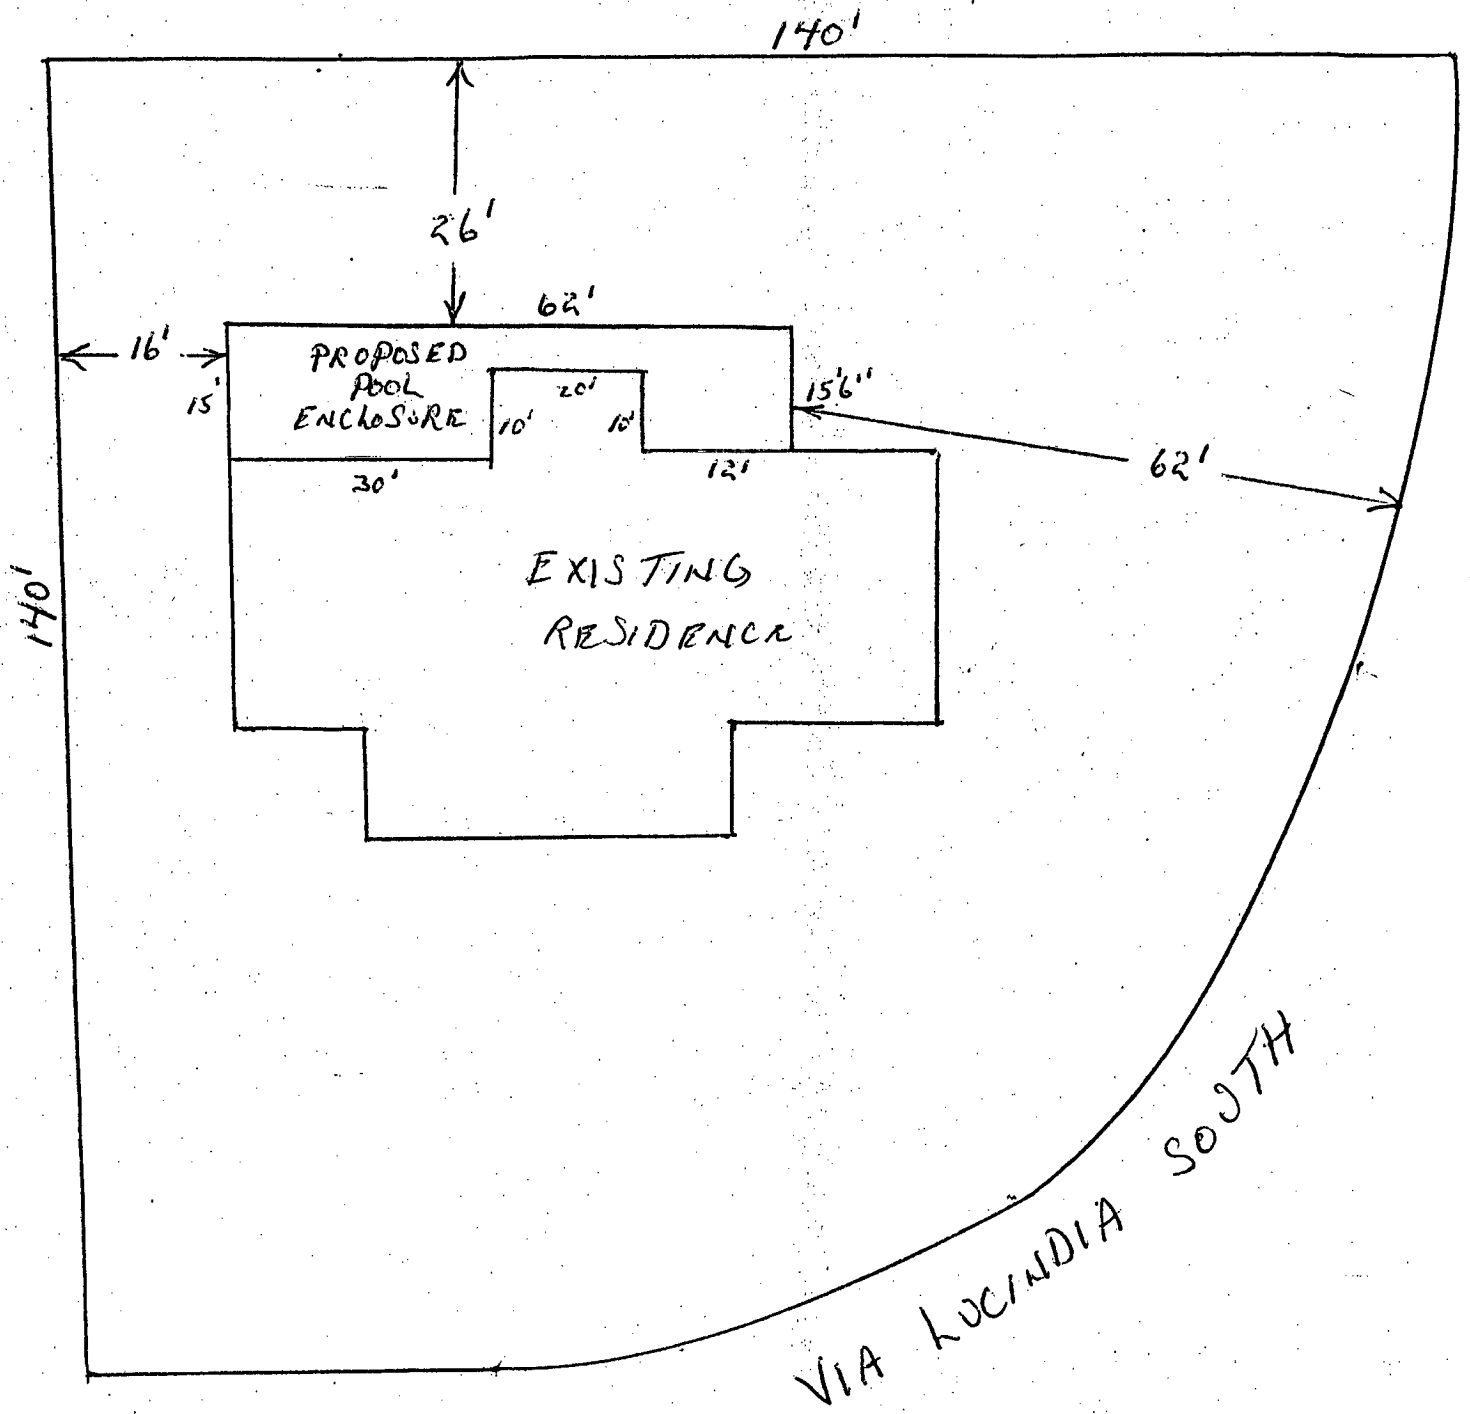 140'
26'
62'
16'
PROPOSED
POOL
ENCLOSURE
15'
20'
10'
10'
15'6"
30'
12'
62'
EXISTING
RESIDENCE
140'
VIA LUCINDIA SOUTH